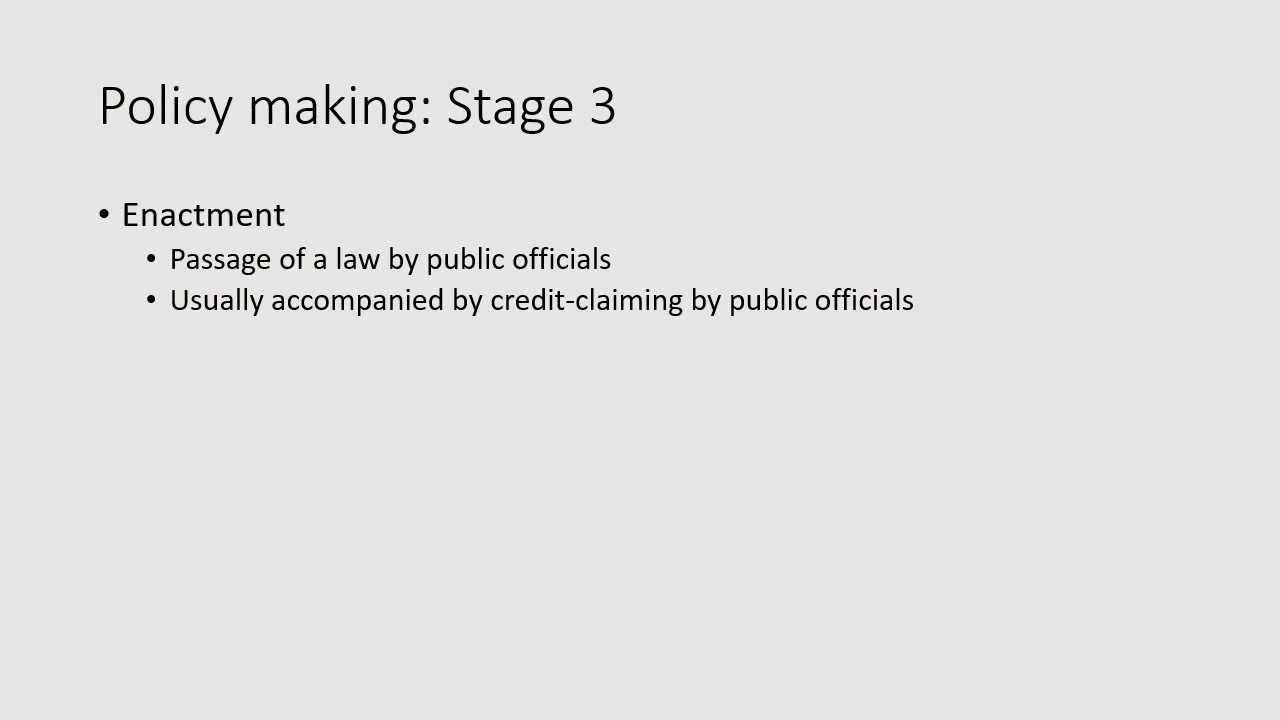 Policy making: Stage 3
• Enactment
• Passage of a law by public officials
• Usually accompanied by credit-claiming by public officials